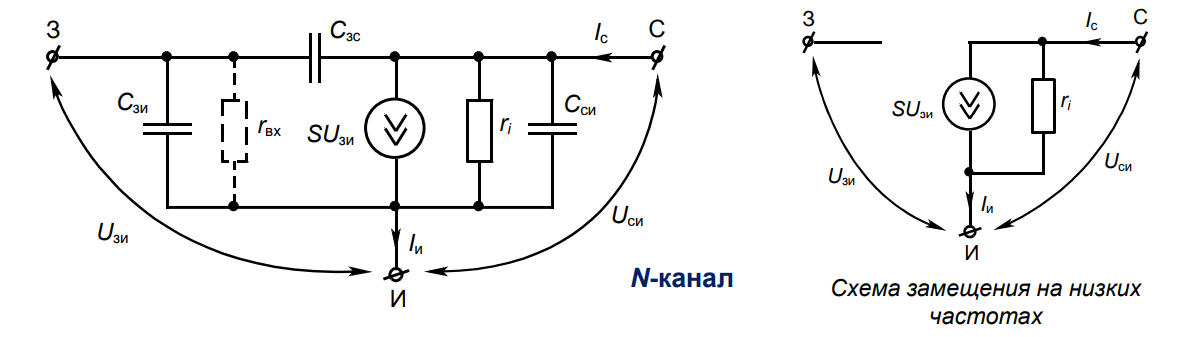 З
Cзс
Iс
С
Cзи
rвх
SUзи
ri
Cси
Uзи
Iи
Uси
И
N-канал
З
Iс
С
SUзи
ri
Uзи
Uси
Iи
И
Схема замещения на низких
частотах